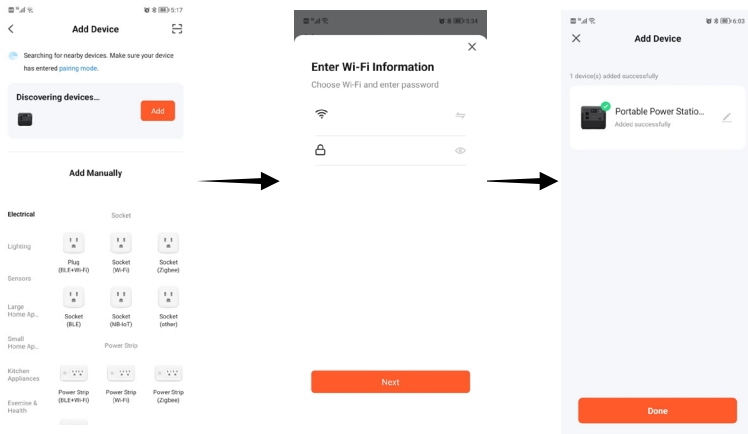 5:17
Add Device
Searching for nearby devices. Make sure your device
has entered pairing mode.
Discovering devices...
Add
Add Manually
Electrical
Socket
Lighting
Plug
(BLE+Wi-Fi)
Socket
(Wi-Fi)
Socket
(Zigbee)
Sensors
Large
Home Ap...
Socket
(BLE)
Socket
(NB-IoT)
Socket
(other)
Small
Home Ap...
Power Strip
Kitchen
Appliances
Power Strip
(BLE+Wi-Fi)
Power Strip
(Wi-Fi)
Power Strip
(Zigbee)
Exercise &
Health
5:34
Enter Wi-Fi Information
Choose Wi-Fi and enter password
Next
6:03
Add Device
1 device(s) added successfully
Portable Power Statio...
Added successfully
Done